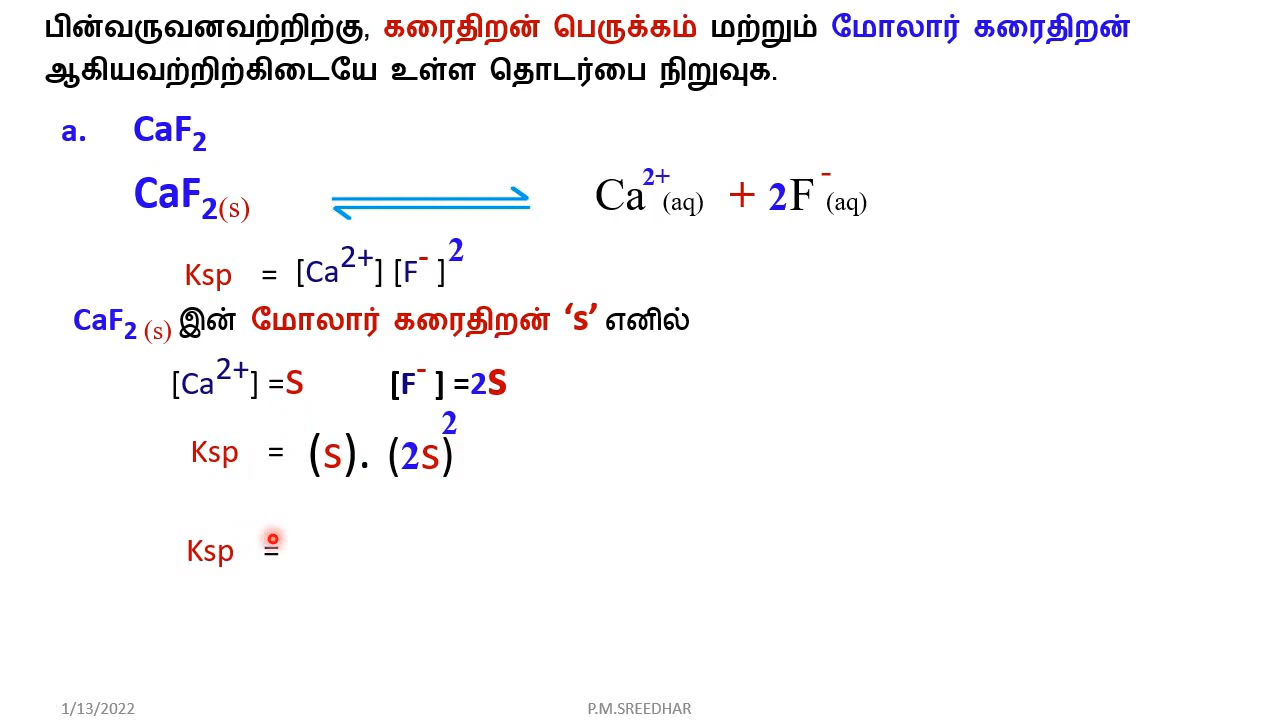 பின்வருவனவற்றிற்கு, கரைதிறன் பெருக்கம் மற்றும் மோலார் கரைதிறன்
ஆகியவற்றிற்கிடையே உள்ள தொடர்பை நிறுவுக.
a. CaF₂
CaF₂(s) ⇌ Ca²⁺(aq) + 2F⁻(aq)
Ksp = [Ca²⁺] [F⁻ ]²
CaF₂ (s) இன் மோலார் கரைதிறன் ‘s’ எனில்
[Ca²⁺] =S [F⁻ ] =2S
Ksp = (S). (2S)²
Ksp =
1/13/2022 P.M.SREEDHAR